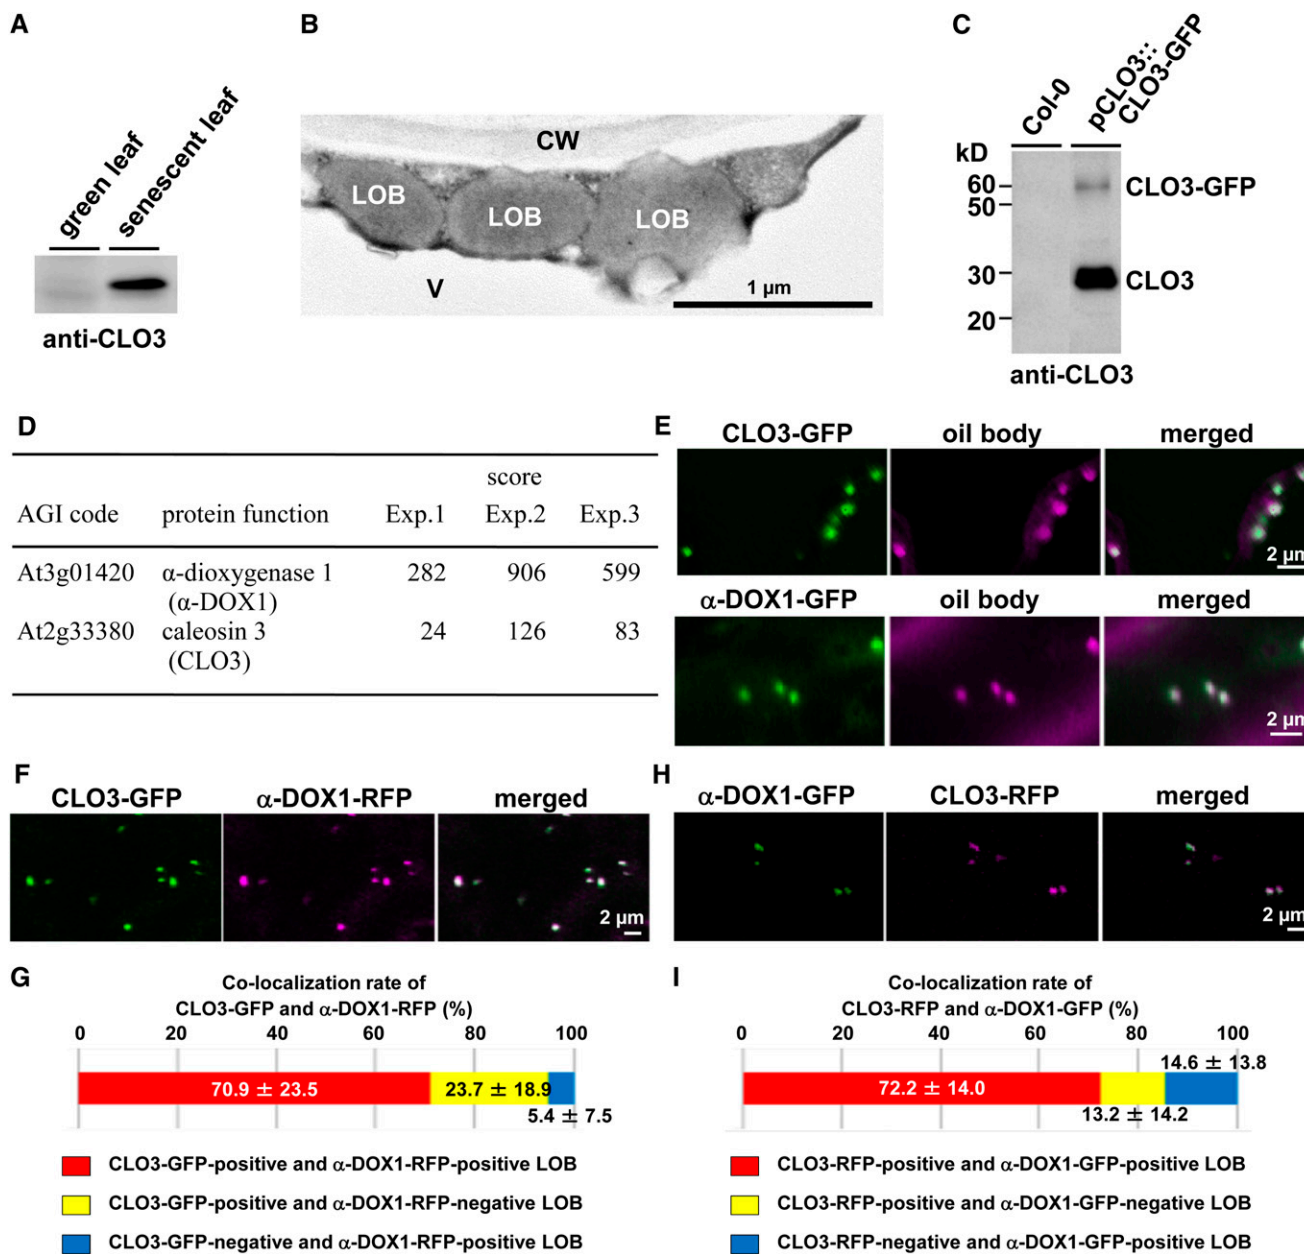 A
green leaf
senescent leaf
anti-CLO3
B
CW
LOB
LOB
LOB
V
1 µm
C
Col-0
pCLO3::
CLO3-GFP
kD
60
50
30
20
CLO3-GFP
CLO3
anti-CLO3
D
score
AGI code protein function Exp.1 Exp.2 Exp.3
At3g01420 α-dioxygenase 1 282 906 599
(α-DOX1)
At2g33380 caleosin 3 24 126 83
(CLO3)
E
CLO3-GFP oil body merged
2 µm
α-DOX1-GFP oil body merged
2 µm
F
CLO3-GFP α-DOX1-RFP merged
2 µm
H
α-DOX1-GFP CLO3-RFP merged
2 µm
G
Co-localization rate of
CLO3-GFP and α-DOX1-RFP (%)
0 20 40 60 80 100
70.9 ± 23.5 23.7 ± 18.9
5.4 ± 7.5
CLO3-GFP-positive and α-DOX1-RFP-positive LOB
CLO3-GFP-positive and α-DOX1-RFP-negative LOB
CLO3-GFP-negative and α-DOX1-RFP-positive LOB
I
Co-localization rate of
CLO3-RFP and α-DOX1-GFP (%)
0 20 40 60 80 100
14.6 ± 13.8
72.2 ± 14.0
13.2 ± 14.2
CLO3-RFP-positive and α-DOX1-GFP-positive LOB
CLO3-RFP-positive and α-DOX1-GFP-negative LOB
CLO3-RFP-negative and α-DOX1-GFP-positive LOB